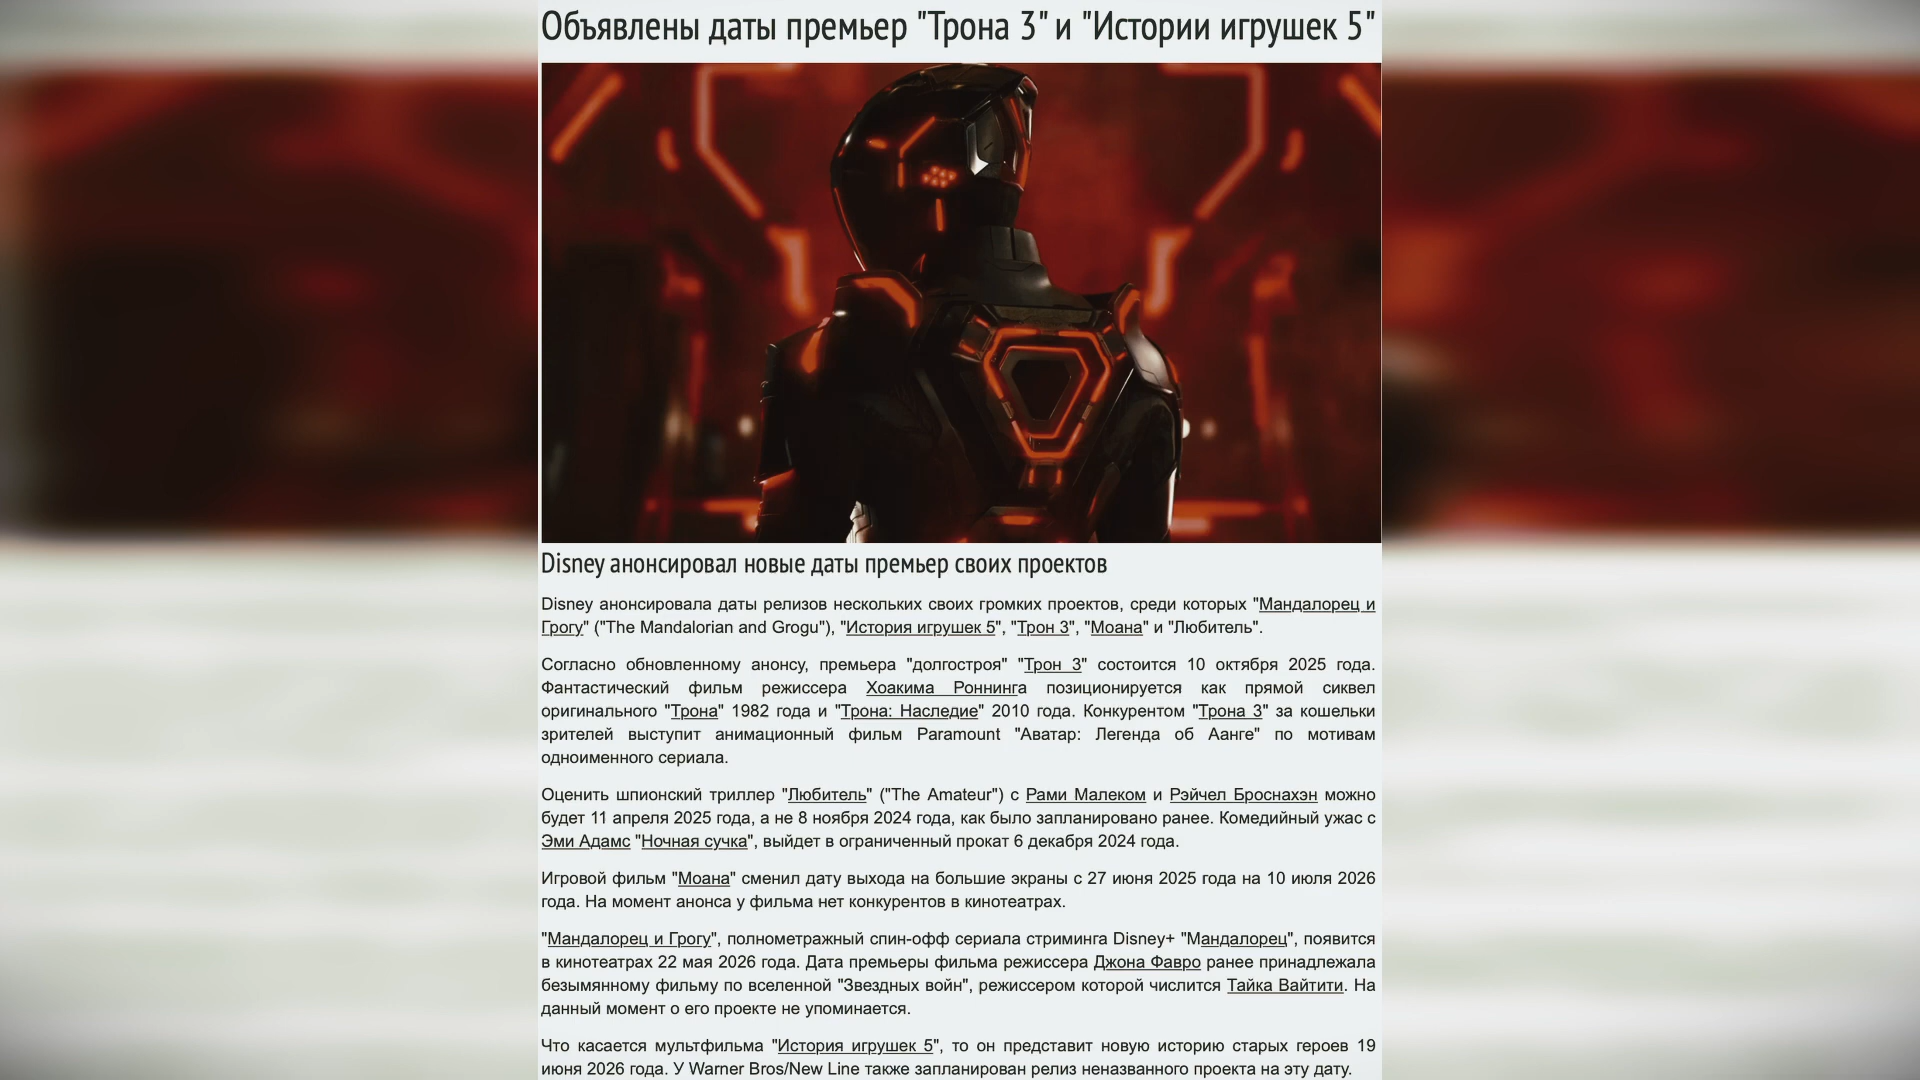 Объявлены даты премьер "Трона 3" и "Истории игрушек 5"
Disney анонсировал новые даты премьер своих проектов
Disney анонсировала даты релизов нескольких своих громких проектов, среди которых "Мандалорец и
Грогу" ("The Mandalorian and Grogu"), "История игрушек 5", "Трон 3", "Моана" и "Любитель".
Согласно обновленному анонсу, премьера "долгостроя" "Трон 3" состоится 10 октября 2025 года.
Фантастический фильм режиссера Хоакима Роннинга позиционируется как прямой сиквел
оригинального "Трона" 1982 года и "Трона: Наследие" 2010 года. Конкурентом "Трона 3" за кошельки
зрителей выступит анимационный фильм Paramount "Аватар: Легенда об Аанге" по мотивам
одноименного сериала.
Оценить шпионский триллер "Любитель" ("The Amateur") с Рами Малеком и Рэйчел Броснахэн можно
будет 11 апреля 2025 года, а не 8 ноября 2024 года, как было запланировано ранее. Комедийный ужас с
Эми Адамс "Ночная сучка", выйдет в ограниченный прокат 6 декабря 2024 года.
Игровой фильм "Моана" сменил дату выхода на большие экраны с 27 июня 2025 года на 10 июля 2026
года. На момент анонса у фильма нет конкурентов в кинотеатрах.
"Мандалорец и Грогу", полнометражный спин-офф сериала стриминга Disney+ "Мандалорец", появится
в кинотеатрах 22 мая 2026 года. Дата премьеры фильма режиссера Джона Фавро ранее принадлежала
безымянному фильму по вселенной "Звездных войн", режиссером которой числится Тайка Вайтити. На
данный момент о его проекте не упоминается.
Что касается мультфильма "История игрушек 5", то он представит новую историю старых героев 19
июня 2026 года. У Warner Bros/New Line также запланирован релиз неназванного проекта на эту дату.